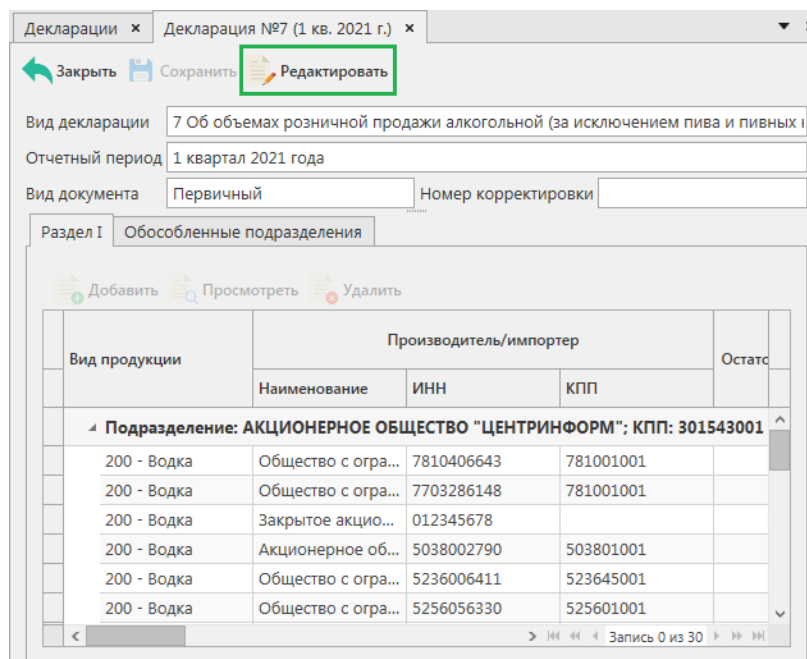 Декларации × Декларация №7 (1 кв. 2021 г.) ×
Закрыть Сохранить Редактировать
Вид декларации 7 Об объемах розничной продажи алкогольной (за исключением пива и пивных
Отчетный период 1 квартал 2021 года
Вид документа Первичный Номер корректировки
Раздел I Обособленные подразделения
Добавить Просмотреть Удалить
Производитель/импортер
Вид продукции Остатс
Наименование ИНН КПП
Подразделение: АКЦИОНЕРНОЕ ОБЩЕСТВО "ЦЕНТРИНФОРМ"; КПП: 301543001
200 - Водка Общество с огра... 7810406643 781001001
200 - Водка Общество с огра... 7703286148 781001001
200 - Водка Закрытое акцио... 012345678
200 - Водка Акционерное об... 5038002790 503801001
200 - Водка Общество с огра... 5236006411 523645001
200 - Водка Общество с огра... 5256056330 525601001
Запись 0 из 30